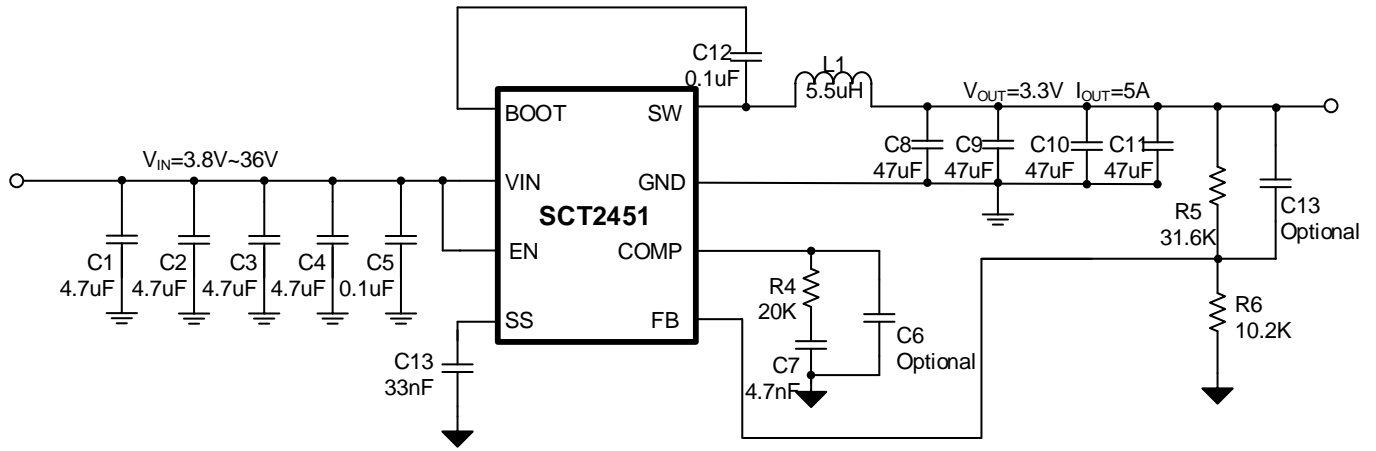 C12
0.1uF
L1
5.5uH
V_OUT=3.3V I_OUT=5A
BOOT
SW
V_IN=3.8V~36V
VIN
GND
SCT2451
EN
COMP
SS
FB
C1
4.7uF
C2
4.7uF
C3
4.7uF
C4
4.7uF
C5
0.1uF
C13
33nF
C8
47uF
C9
47uF
C10
47uF
C11
47uF
R4
20K
C7
4.7nF
C6
Optional
R5
31.6K
C13
Optional
R6
10.2K